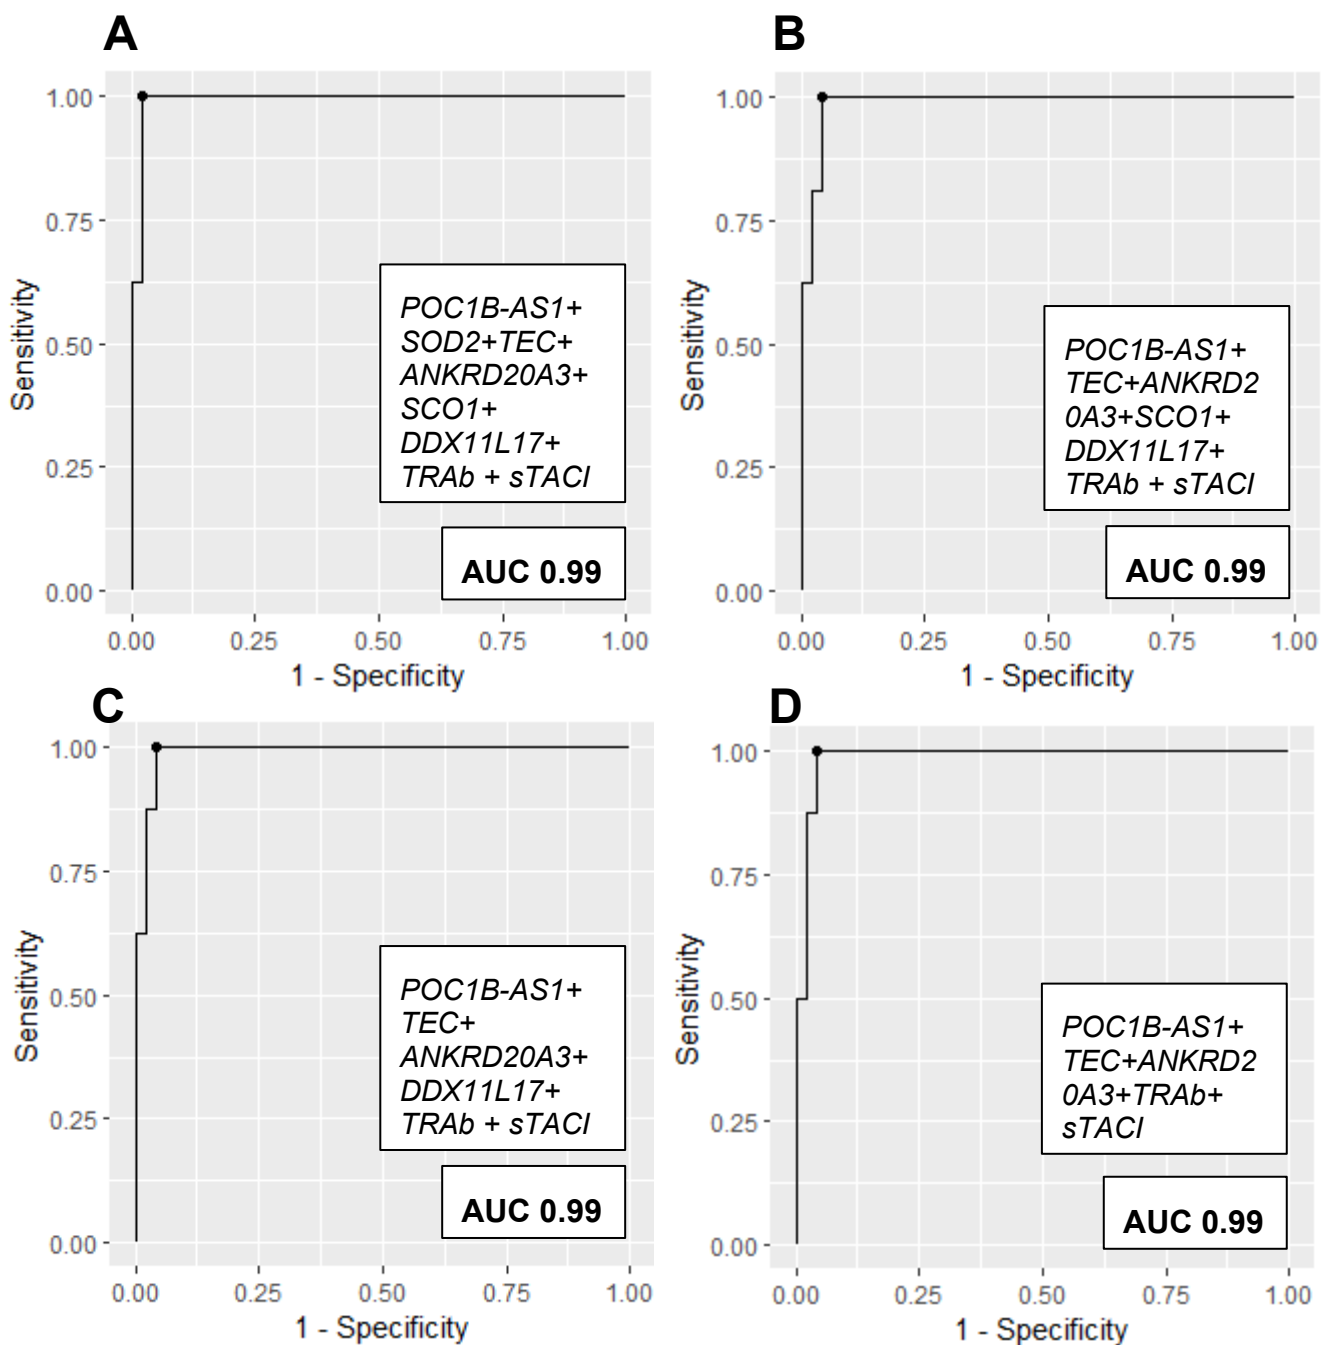 A
1.00
0.75
0.50
0.25
0.00
Sensitivity
POC1B-AS1+
SOD2+TEC+
ANKRD20A3+
SCO1+
DDX11L17+
TRAb + sTACI
AUC 0.99
0.00 0.25 0.50 0.75 1.00
1 - Specificity
B
1.00
0.75
0.50
0.25
0.00
Sensitivity
POC1B-AS1+
TEC+ANKRD2
0A3+SCO1+
DDX11L17+
TRAb + sTACI
AUC 0.99
0.00 0.25 0.50 0.75 1.00
1 - Specificity
C
1.00
0.75
0.50
0.25
0.00
Sensitivity
POC1B-AS1+
TEC+
ANKRD20A3+
DDX11L17+
TRAb + sTACI
AUC 0.99
0.00 0.25 0.50 0.75 1.00
1 - Specificity
D
1.00
0.75
0.50
0.25
0.00
Sensitivity
POC1B-AS1+
TEC+ANKRD2
0A3+TRAb+
sTACI
AUC 0.99
0.00 0.25 0.50 0.75 1.00
1 - Specificity